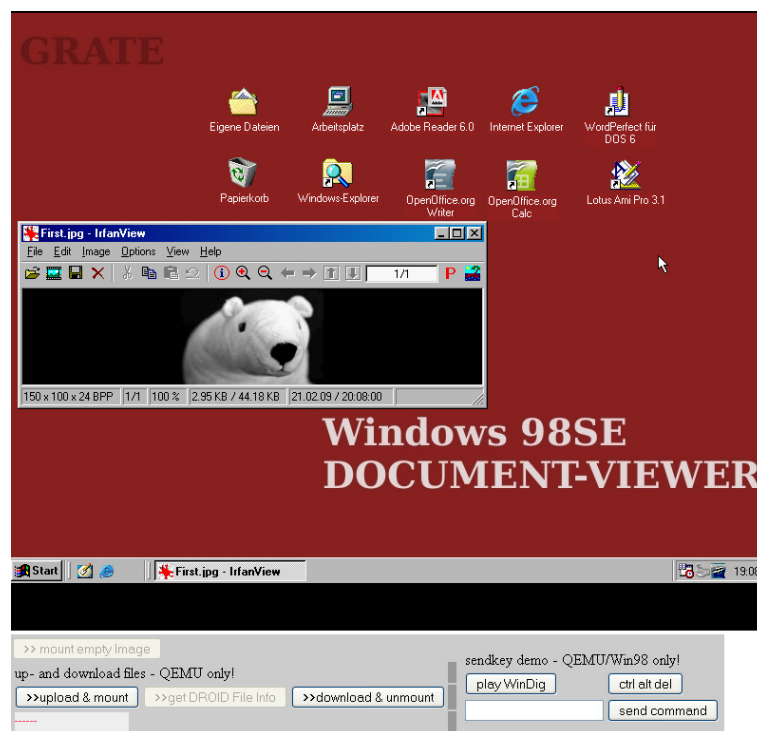 GRATE
Eigene Dateien
Arbeitsplatz
Adobe Reader 6.0
Internet Explorer
WordPerfect für
DOS 6
Papierkorb
Windows-Explorer
OpenOffice.org
Writer
OpenOffice.org
Calc
Lotus Ami Pro 3.1
First.jpg - IrfanView
File Edit Image Options View Help
1/1
P
150 x 100 x 24 BPP 1/1 100 % 2.95 KB / 44.18 KB 21.02.09 / 20:08:00
Windows 98SE
DOCUMENT-VIEWER
Start
First.jpg - IrfanView
19:08
>> mount empty Image
up- and download files - QEMU only!
>>upload & mount
>>get DROID File Info
>>download & unmount
------
sendkey demo - QEMU/Win98 only!
play WinDig
ctrl alt del
send command